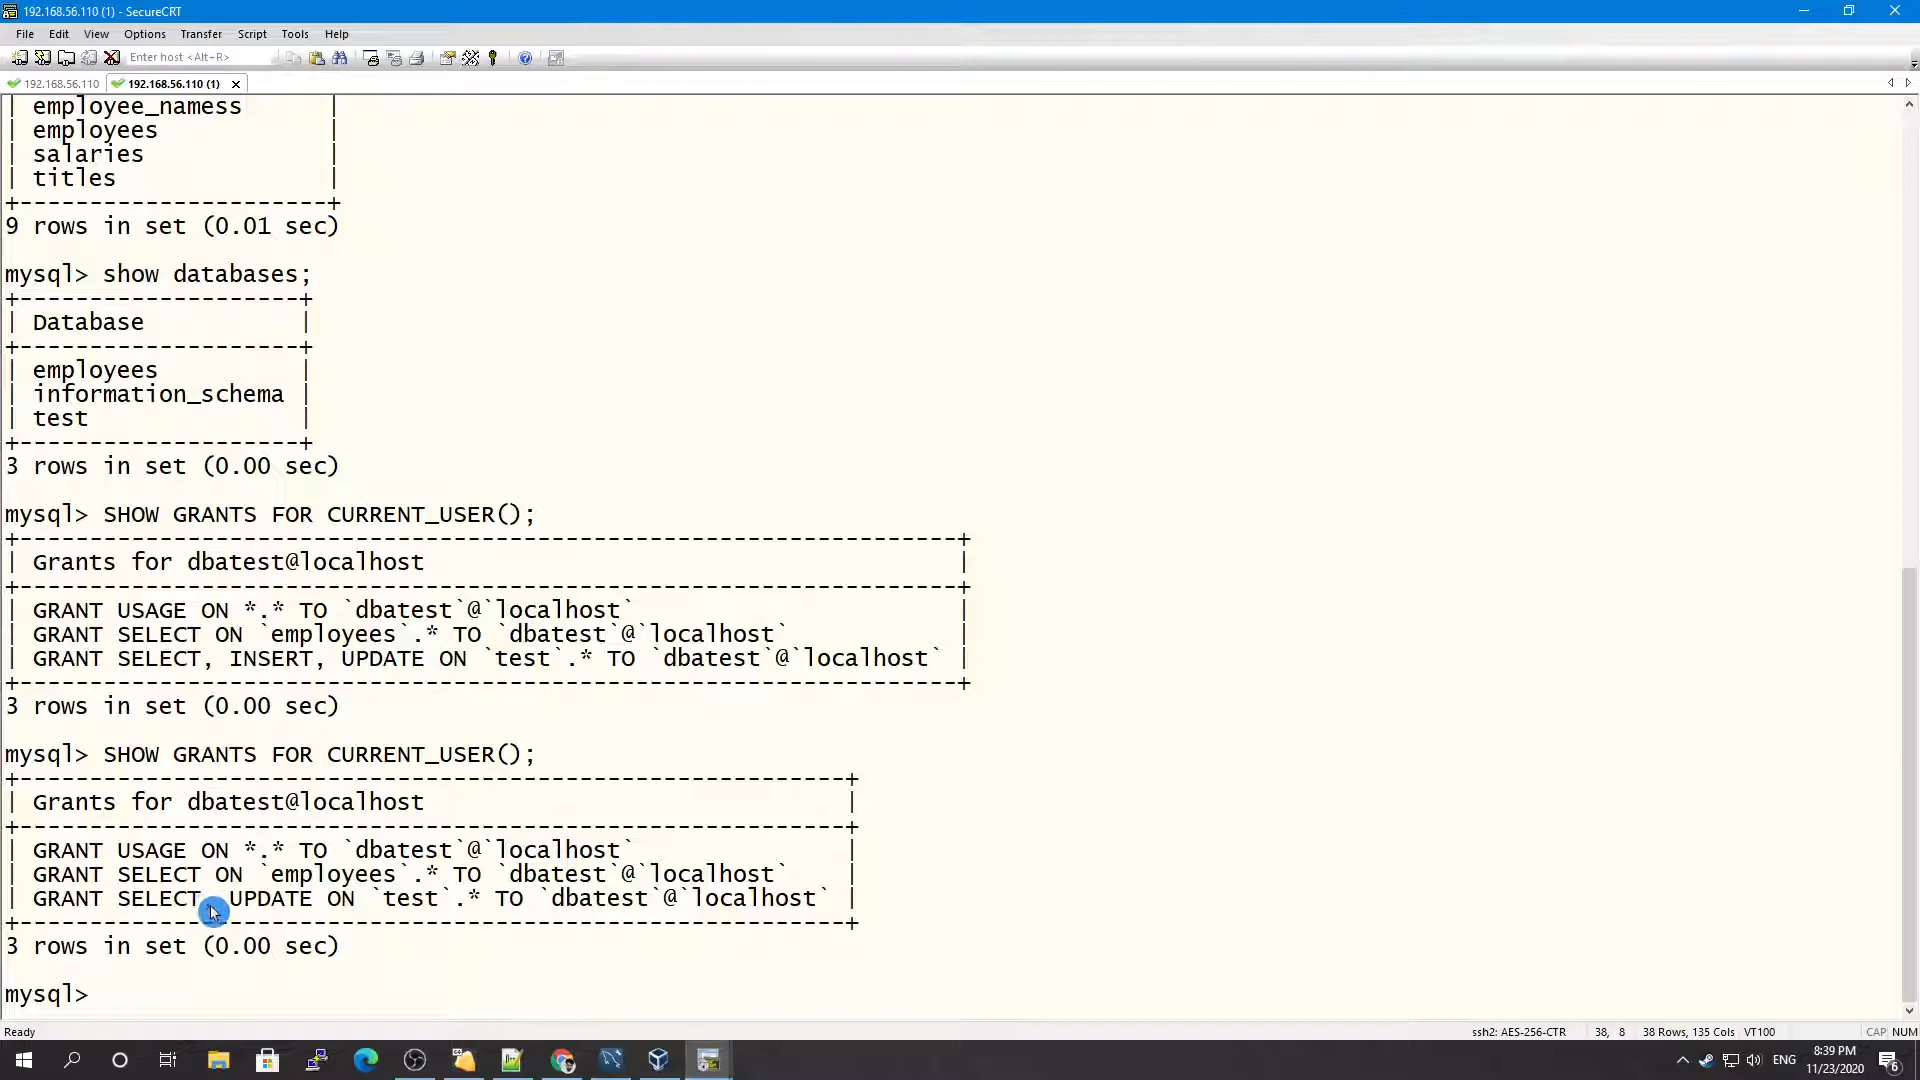 192.168.56.110 (1) - SecureCRT
File Edit View Options Transfer Script Tools Help
Enter host <Alt+R>
192.168.56.110 192.168.56.110 (1)
| employee_namess |
| employees |
| salaries |
| titles |
+-----------------------+
9 rows in set (0.01 sec)
mysql> show databases;
+---------------------+
| Database |
+---------------------+
| employees |
| information_schema |
| test |
+---------------------+
3 rows in set (0.00 sec)
mysql> SHOW GRANTS FOR CURRENT_USER();
+--------------------------------------------------------------------+
| Grants for dbatest@localhost |
+--------------------------------------------------------------------+
| GRANT USAGE ON *.* TO `dbatest`@`localhost` |
| GRANT SELECT ON `employees`.* TO `dbatest`@`localhost` |
| GRANT SELECT, INSERT, UPDATE ON `test`.* TO `dbatest`@`localhost` |
+--------------------------------------------------------------------+
3 rows in set (0.00 sec)
mysql> SHOW GRANTS FOR CURRENT_USER();
+------------------------------------------------------------+
| Grants for dbatest@localhost |
+------------------------------------------------------------+
| GRANT USAGE ON *.* TO `dbatest`@`localhost` |
| GRANT SELECT ON `employees`.* TO `dbatest`@`localhost` |
| GRANT SELECT, UPDATE ON `test`.* TO `dbatest`@`localhost` |
+------------------------------------------------------------+
3 rows in set (0.00 sec)
mysql>
Ready ssh2: AES-256-CTR 38, 8 38 Rows, 135 Cols VT100 CAP NUM
ENG 8:39 PM
11/23/2020 6